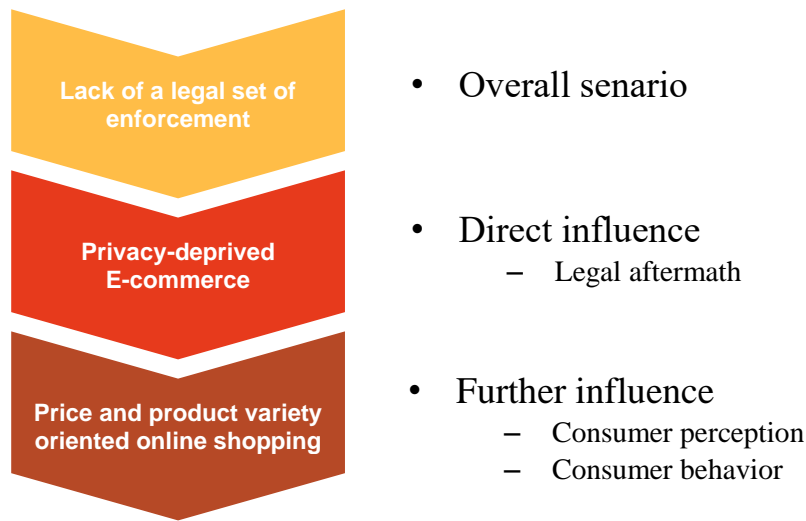 Lack of a legal set of
enforcement
• Overall senario
Privacy-deprived
E-commerce
• Direct influence
– Legal aftermath
Price and product variety
oriented online shopping
• Further influence
– Consumer perception
– Consumer behavior